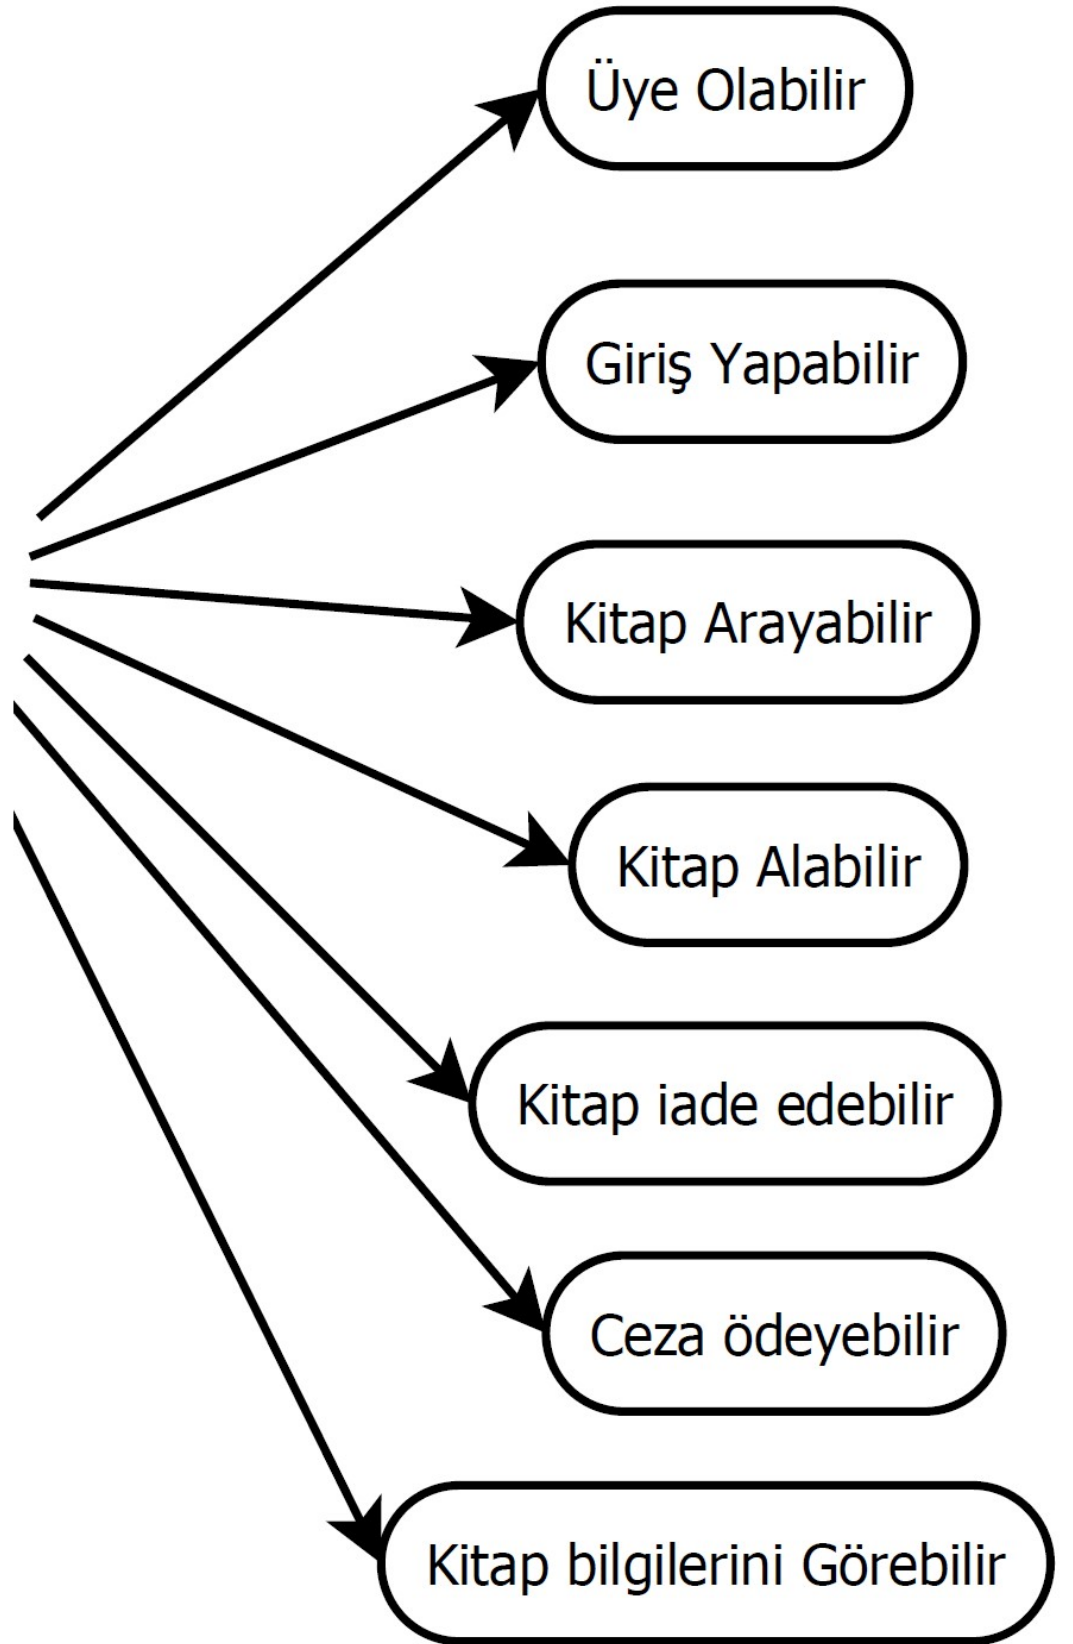 Üye Olabilir
Giriş Yapabilir
Kitap Arayabilir
Kitap Alabilir
Kitap iade edebilir
Ceza ödeyebilir
Kitap bilgilerini Görebilir